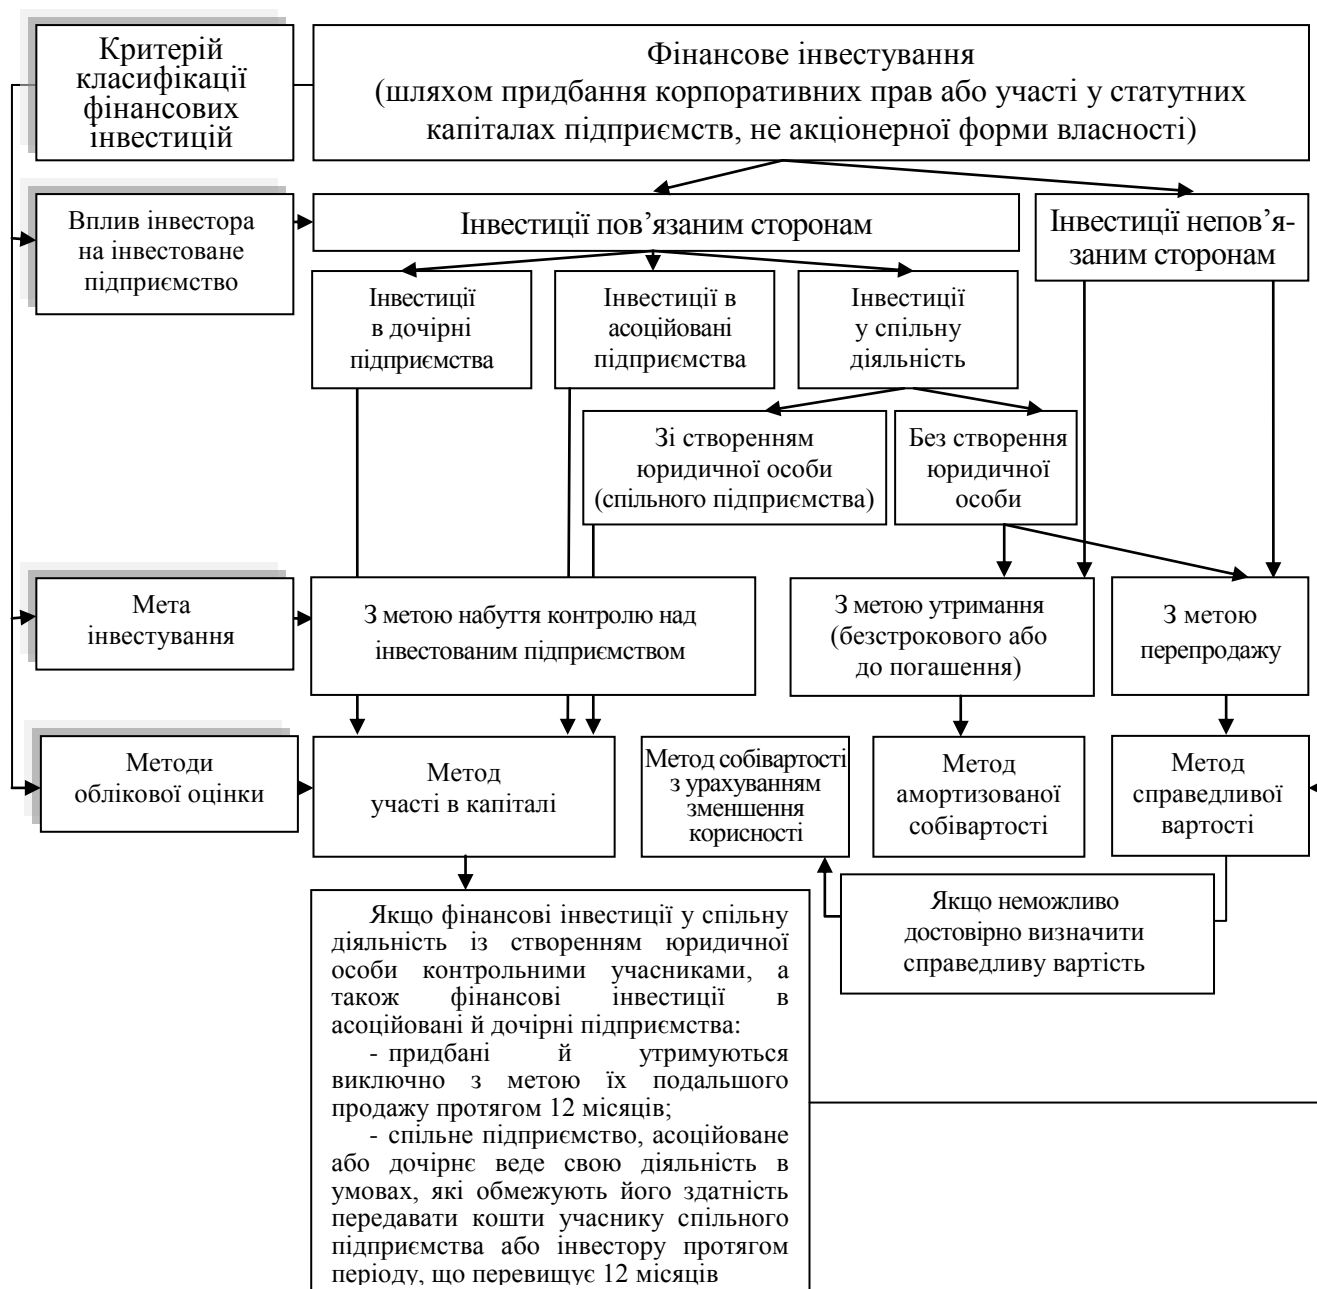 Критерій
класифікації
фінансових
інвестицій
Фінансове інвестування
(шляхом придбання корпоративних прав або участі у статутних
капіталах підприємств, не акціонерної форми власності)
Вплив інвестора
на інвестоване
підприємство
Інвестиції пов’язаним сторонам
Інвестиції непов’я-
заним сторонам
Інвестиції
в дочірні
підприємства
Інвестиції в
асоційовані
підприємства
Інвестиції
у спільну
діяльність
Зі створенням
юридичної особи
(спільного підприємства)
Без створення
юридичної
особи
Мета
інвестування
З метою набуття контролю над
інвестованим підприємством
З метою утримання
(безстрокового або
до погашення)
З метою
перепродажу
Методи
облікової оцінки
Метод
участі в капіталі
Метод собівартості
з урахуванням
зменшення
корисності
Метод
амортизованої
собівартості
Метод
справедливої
вартості
Якщо неможливо
достовірно визначити
справедливу вартість
Якщо фінансові інвестиції у спільну
діяльність із створенням юридичної
особи контрольними учасниками, а
також фінансові інвестиції в
асоційовані й дочірні підприємства:
- придбані й утримуються
виключно з метою їх подальшого
продажу протягом 12 місяців;
- спільне підприємство, асоційоване
або дочірнє веде свою діяльність в
умовах, які обмежують його здатність
передавати кошти учаснику спільного
підприємства або інвестору протягом
періоду, що перевищує 12 місяців